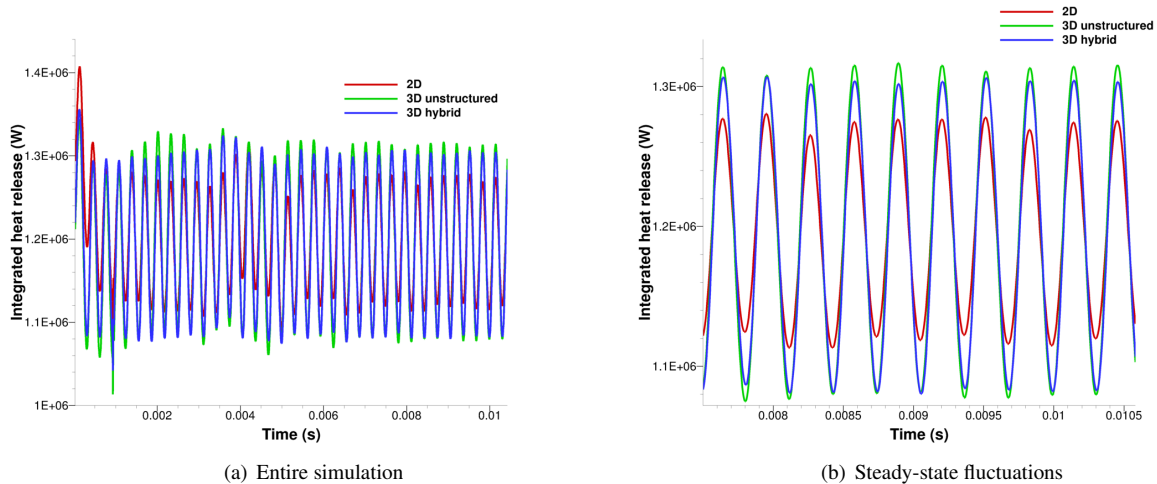 2D
3D unstructured
3D hybrid
1.4E+06
1.3E+06
1.2E+06
1.1E+06
1E+06
Integrated heat release (W)
0.002
0.004
0.006
0.008
0.01
Time (s)
(a) Entire simulation
2D
3D unstructured
3D hybrid
1.3E+06
1.2E+06
1.1E+06
Integrated heat release (W)
0.008
0.0085
0.009
0.0095
0.01
0.0105
Time (s)
(b) Steady-state fluctuations